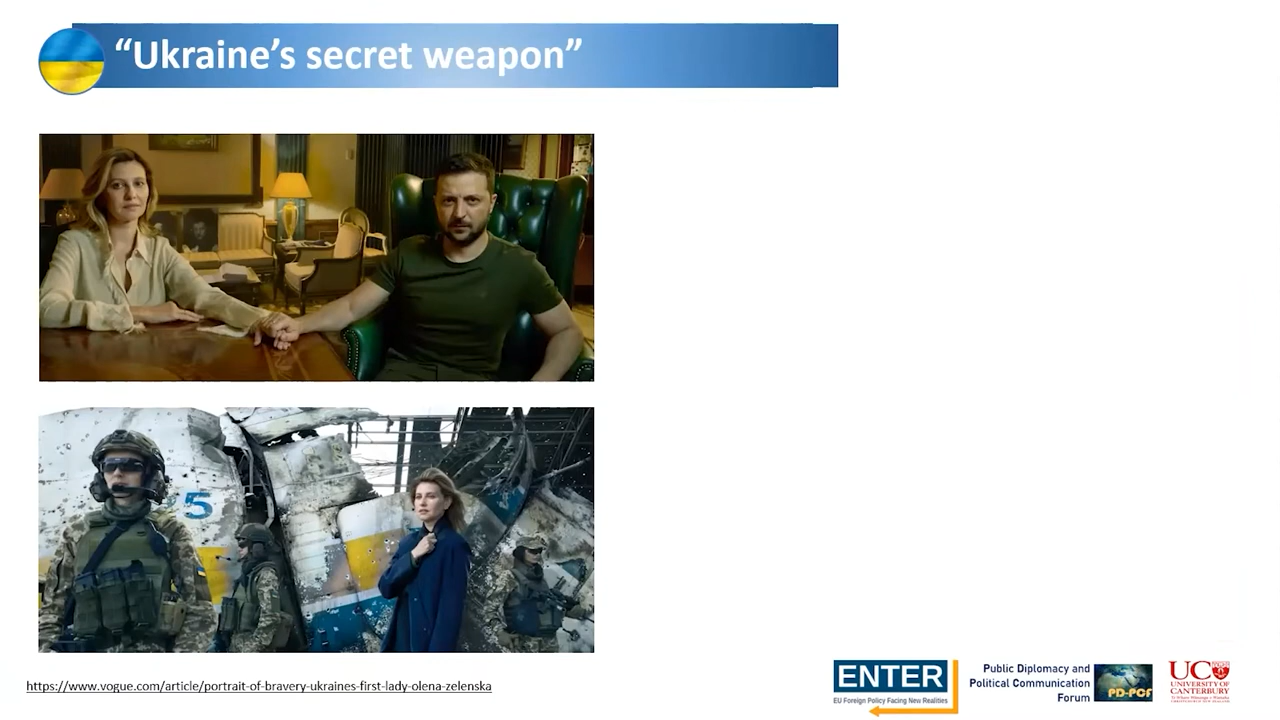 “Ukraine’s secret weapon”
5
https://www.vogue.com/article/portrait-of-bravery-ukraines-first-lady-olena-zelenska
ENTER
EU Foreign Policy Facing New Realities
Public Diplomacy and
Political Communication
Forum
PD-PCF
UC
UNIVERSITY OF
CANTERBURY